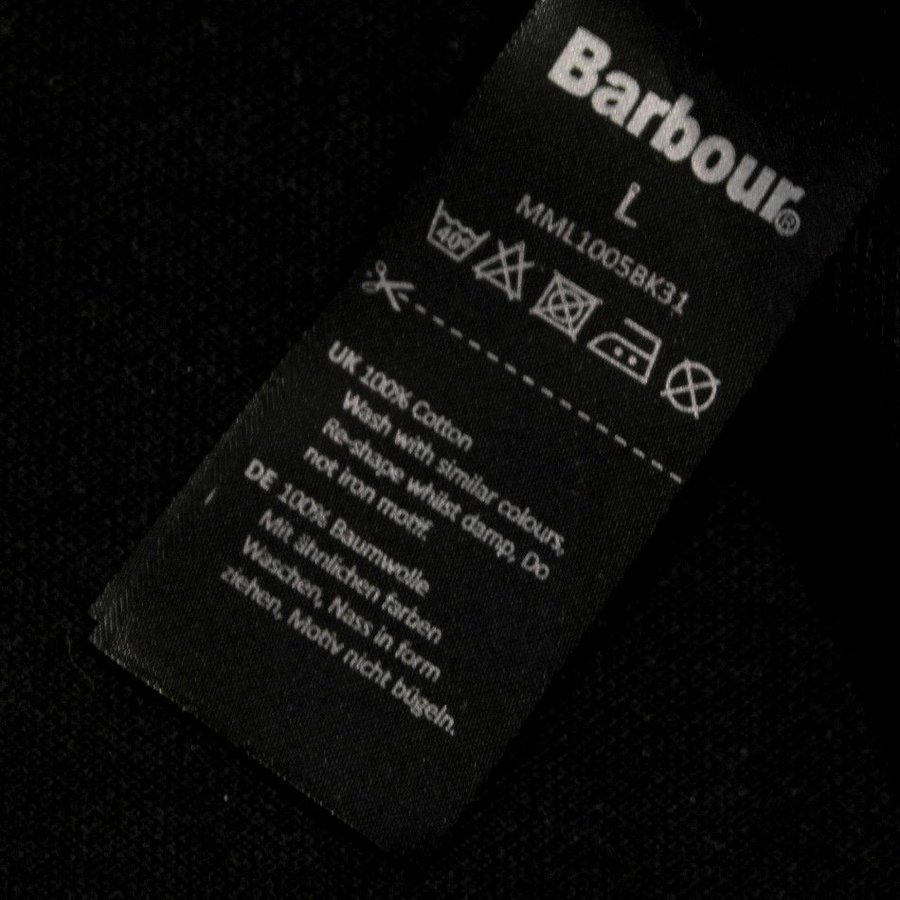 Barbour®
L
MML1005BK31
40°
UK 100% Cotton
Wash with similar colours,
Re-shape whilst damp, Do
not iron motif.
DE 100% Baumwolle
Mit ähnlichen farben
Waschen, Nass in form
ziehen, Motiv nicht bügeln.